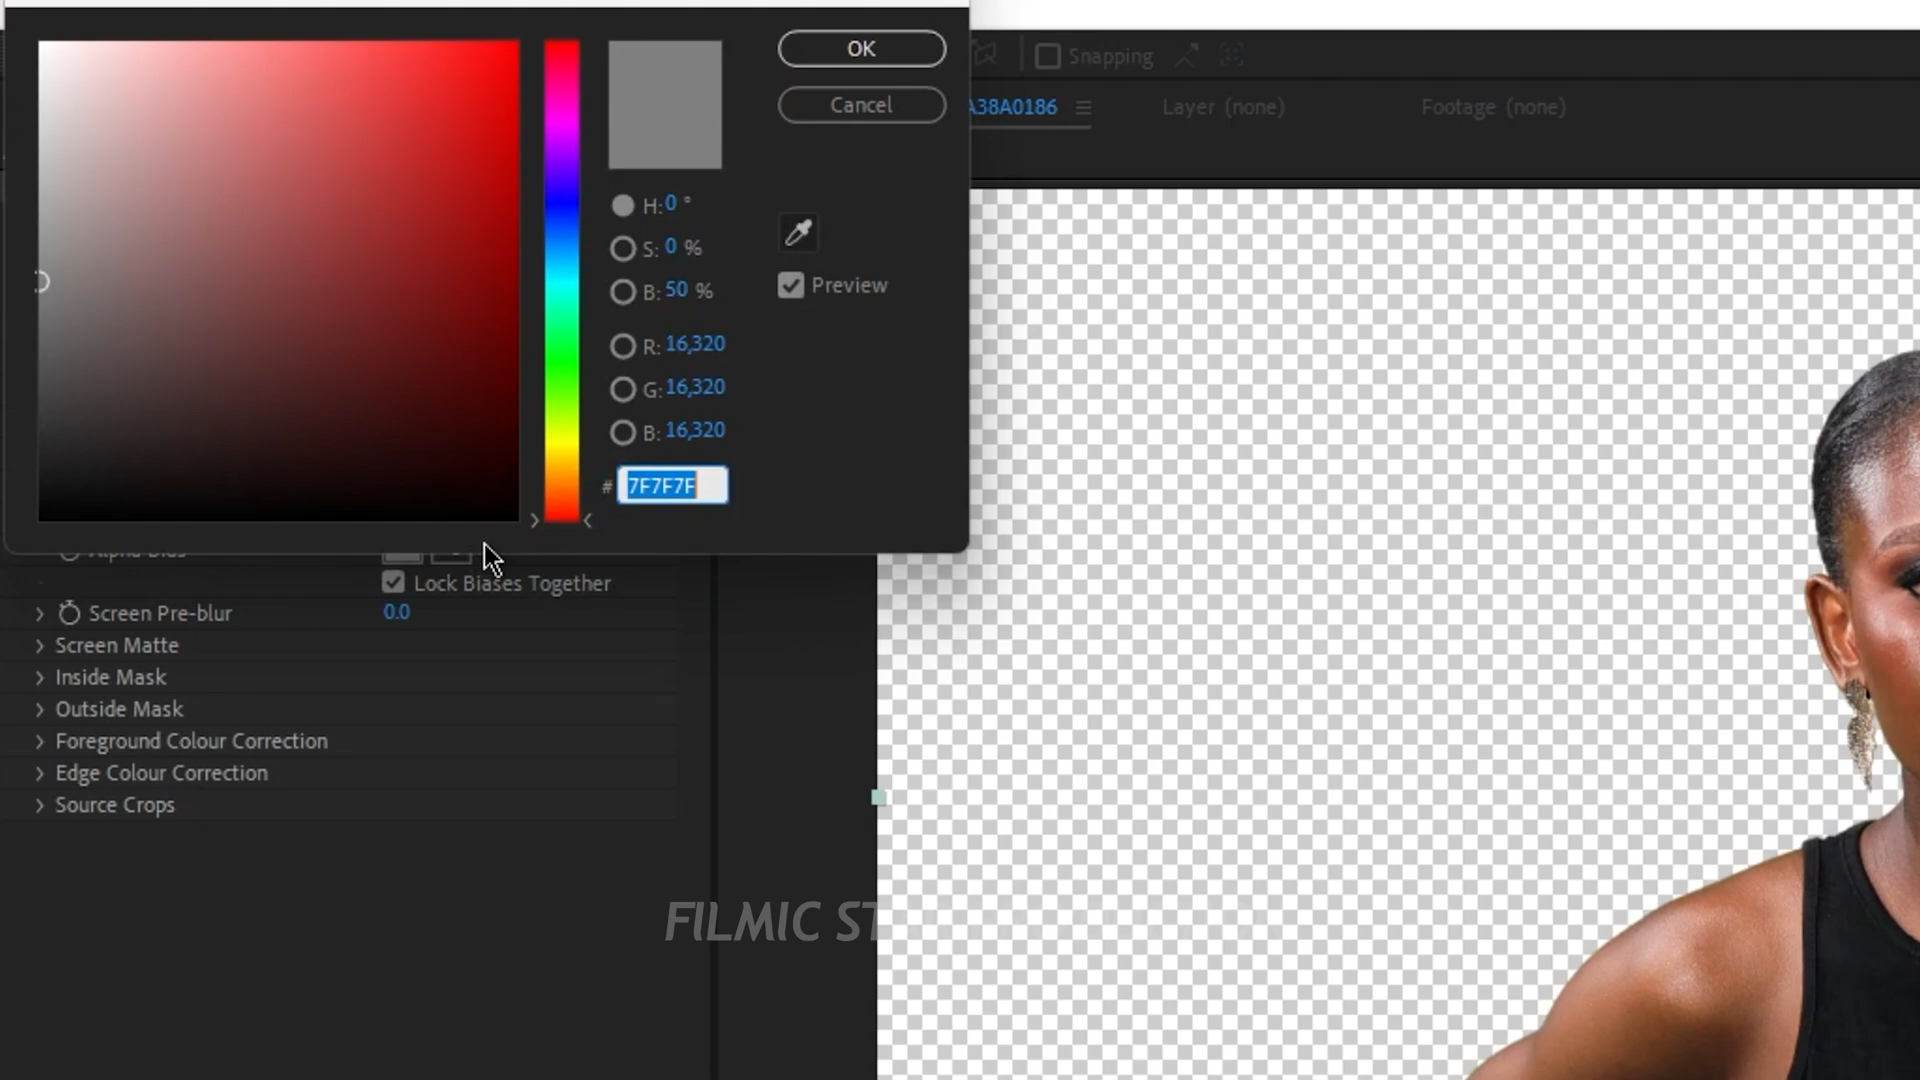 OK
Snapping
Cancel
A38A0186
Layer (none)
Footage (none)
H: 0 °
S: 0 %
B: 50 %
Preview
R: 16,320
G: 16,320
B: 16,320
# 7F7F7F
Alpha Bias
Lock Biases Together
Screen Pre-blur
0.0
Screen Matte
Inside Mask
Outside Mask
Foreground Colour Correction
Edge Colour Correction
Source Crops
FILMIC ST